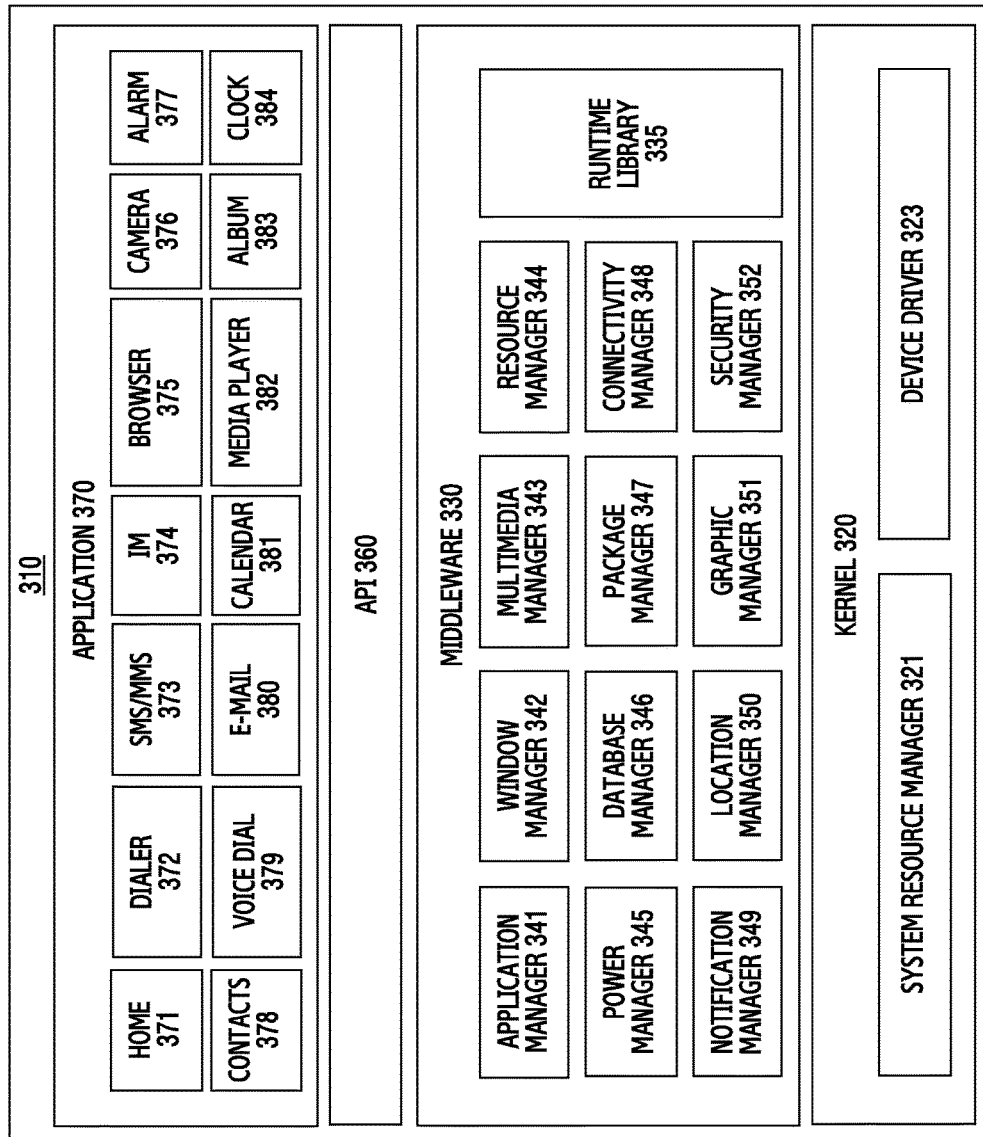 310
APPLICATION 370
HOME
371
DIALER
372
SMS/MMS
373
IM
374
BROWSER
375
CAMERA
376
ALARM
377
CONTACTS
378
VOICE DIAL
379
E-MAIL
380
CALENDAR
381
MEDIA PLAYER
382
ALBUM
383
CLOCK
384
API 360
MIDDLEWARE 330
APPLICATION
MANAGER 341
WINDOW
MANAGER 342
MULTIMEDIA
MANAGER 343
RESOURCE
MANAGER 344
POWER
MANAGER 345
DATABASE
MANAGER 346
PACKAGE
MANAGER 347
CONNECTIVITY
MANAGER 348
NOTIFICATION
MANAGER 349
LOCATION
MANAGER 350
GRAPHIC
MANAGER 351
SECURITY
MANAGER 352
RUNTIME
LIBRARY
335
KERNEL 320
SYSTEM RESOURCE MANAGER 321
DEVICE DRIVER 323